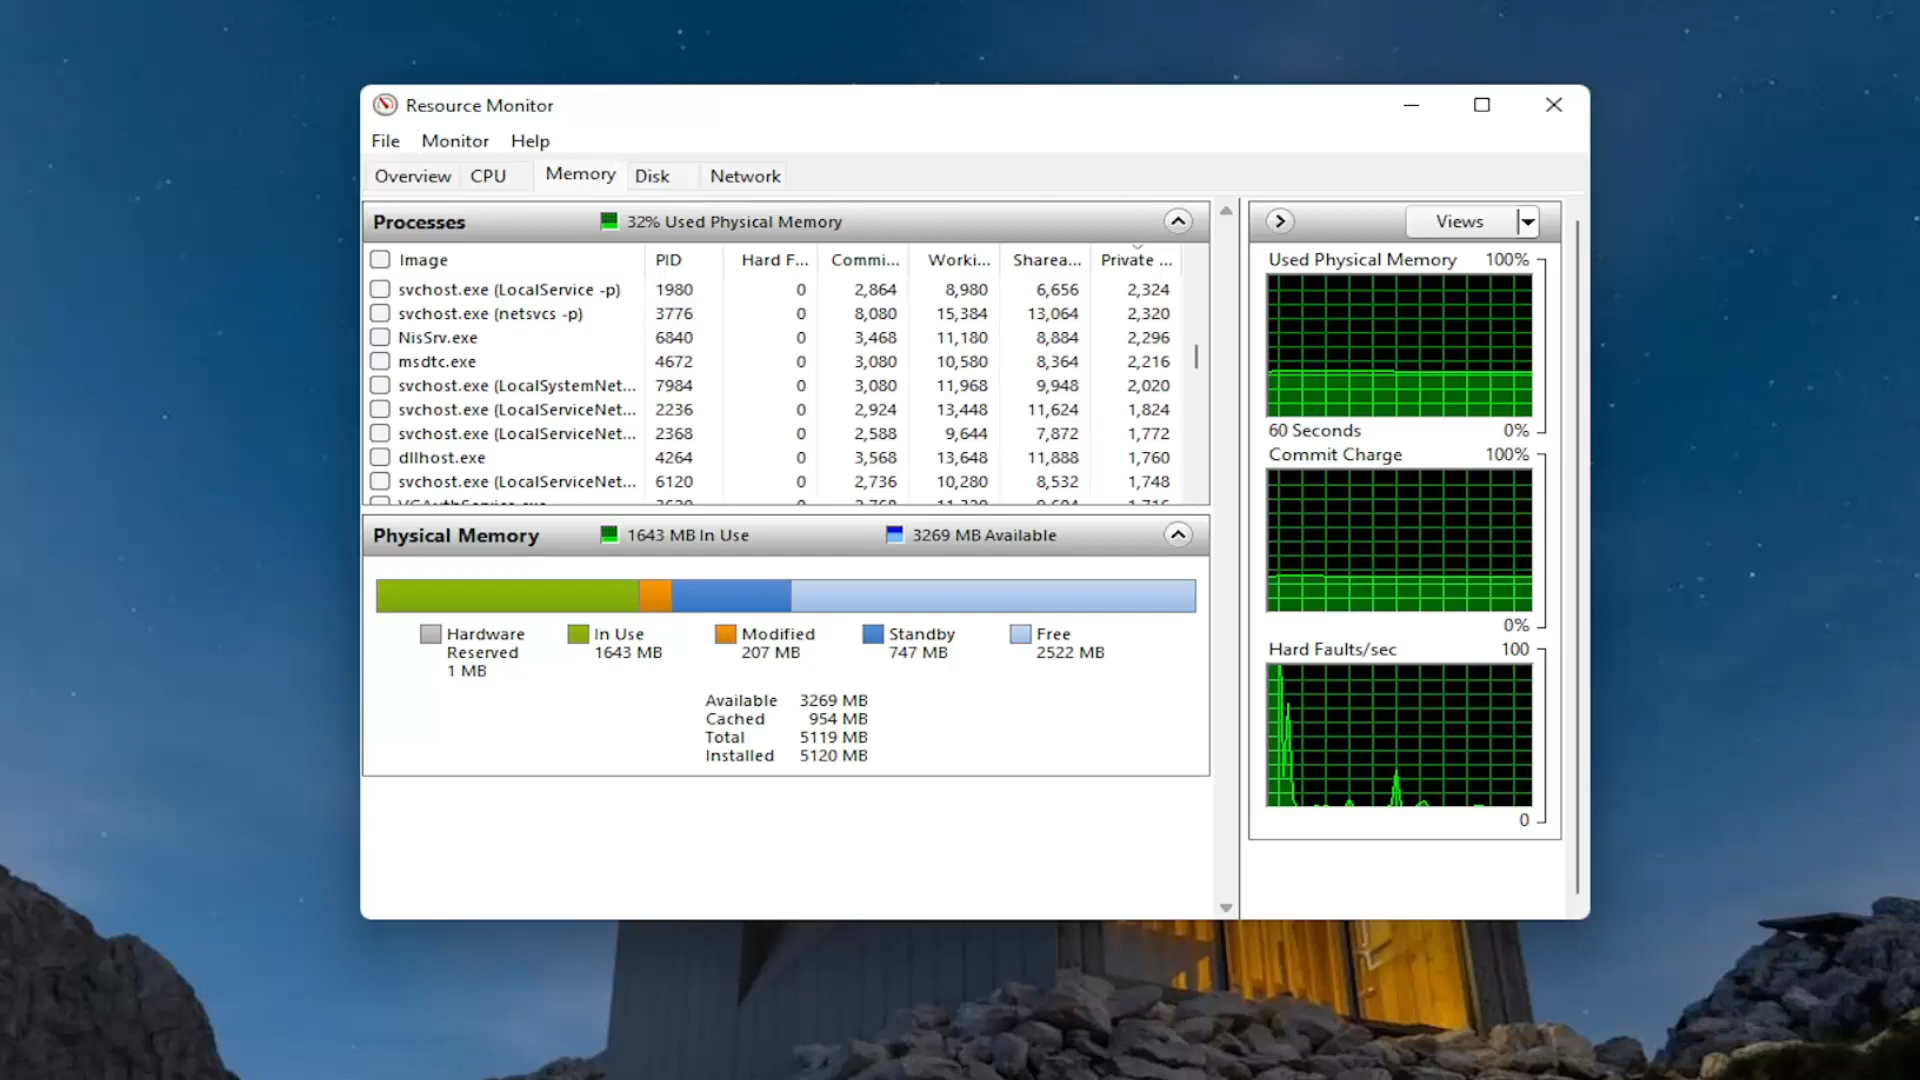 Resource Monitor
File Monitor Help
Overview CPU Memory Disk Network
Processes 32% Used Physical Memory
Image PID Hard F... Commi... Worki... Sharea... Private ...
svchost.exe (LocalService -p) 1980 0 2,864 8,980 6,656 2,324
svchost.exe (netsvcs -p) 3776 0 8,080 15,384 13,064 2,320
NisSrv.exe 6840 0 3,468 11,180 8,884 2,296
msdtc.exe 4672 0 3,080 10,580 8,364 2,216
svchost.exe (LocalSystemNet... 7984 0 3,080 11,968 9,948 2,020
svchost.exe (LocalServiceNet... 2236 0 2,924 13,448 11,624 1,824
svchost.exe (LocalServiceNet... 2368 0 2,588 9,644 7,872 1,772
dllhost.exe 4264 0 3,568 13,648 11,888 1,760
svchost.exe (LocalServiceNet... 6120 0 2,736 10,280 8,532 1,748
Physical Memory 1643 MB In Use 3269 MB Available
Hardware Reserved
1 MB
In Use
1643 MB
Modified
207 MB
Standby
747 MB
Free
2522 MB
Available 3269 MB
Cached 954 MB
Total 5119 MB
Installed 5120 MB
Views
Used Physical Memory 100%
60 Seconds 0%
Commit Charge 100%
0%
Hard Faults/sec 100
0